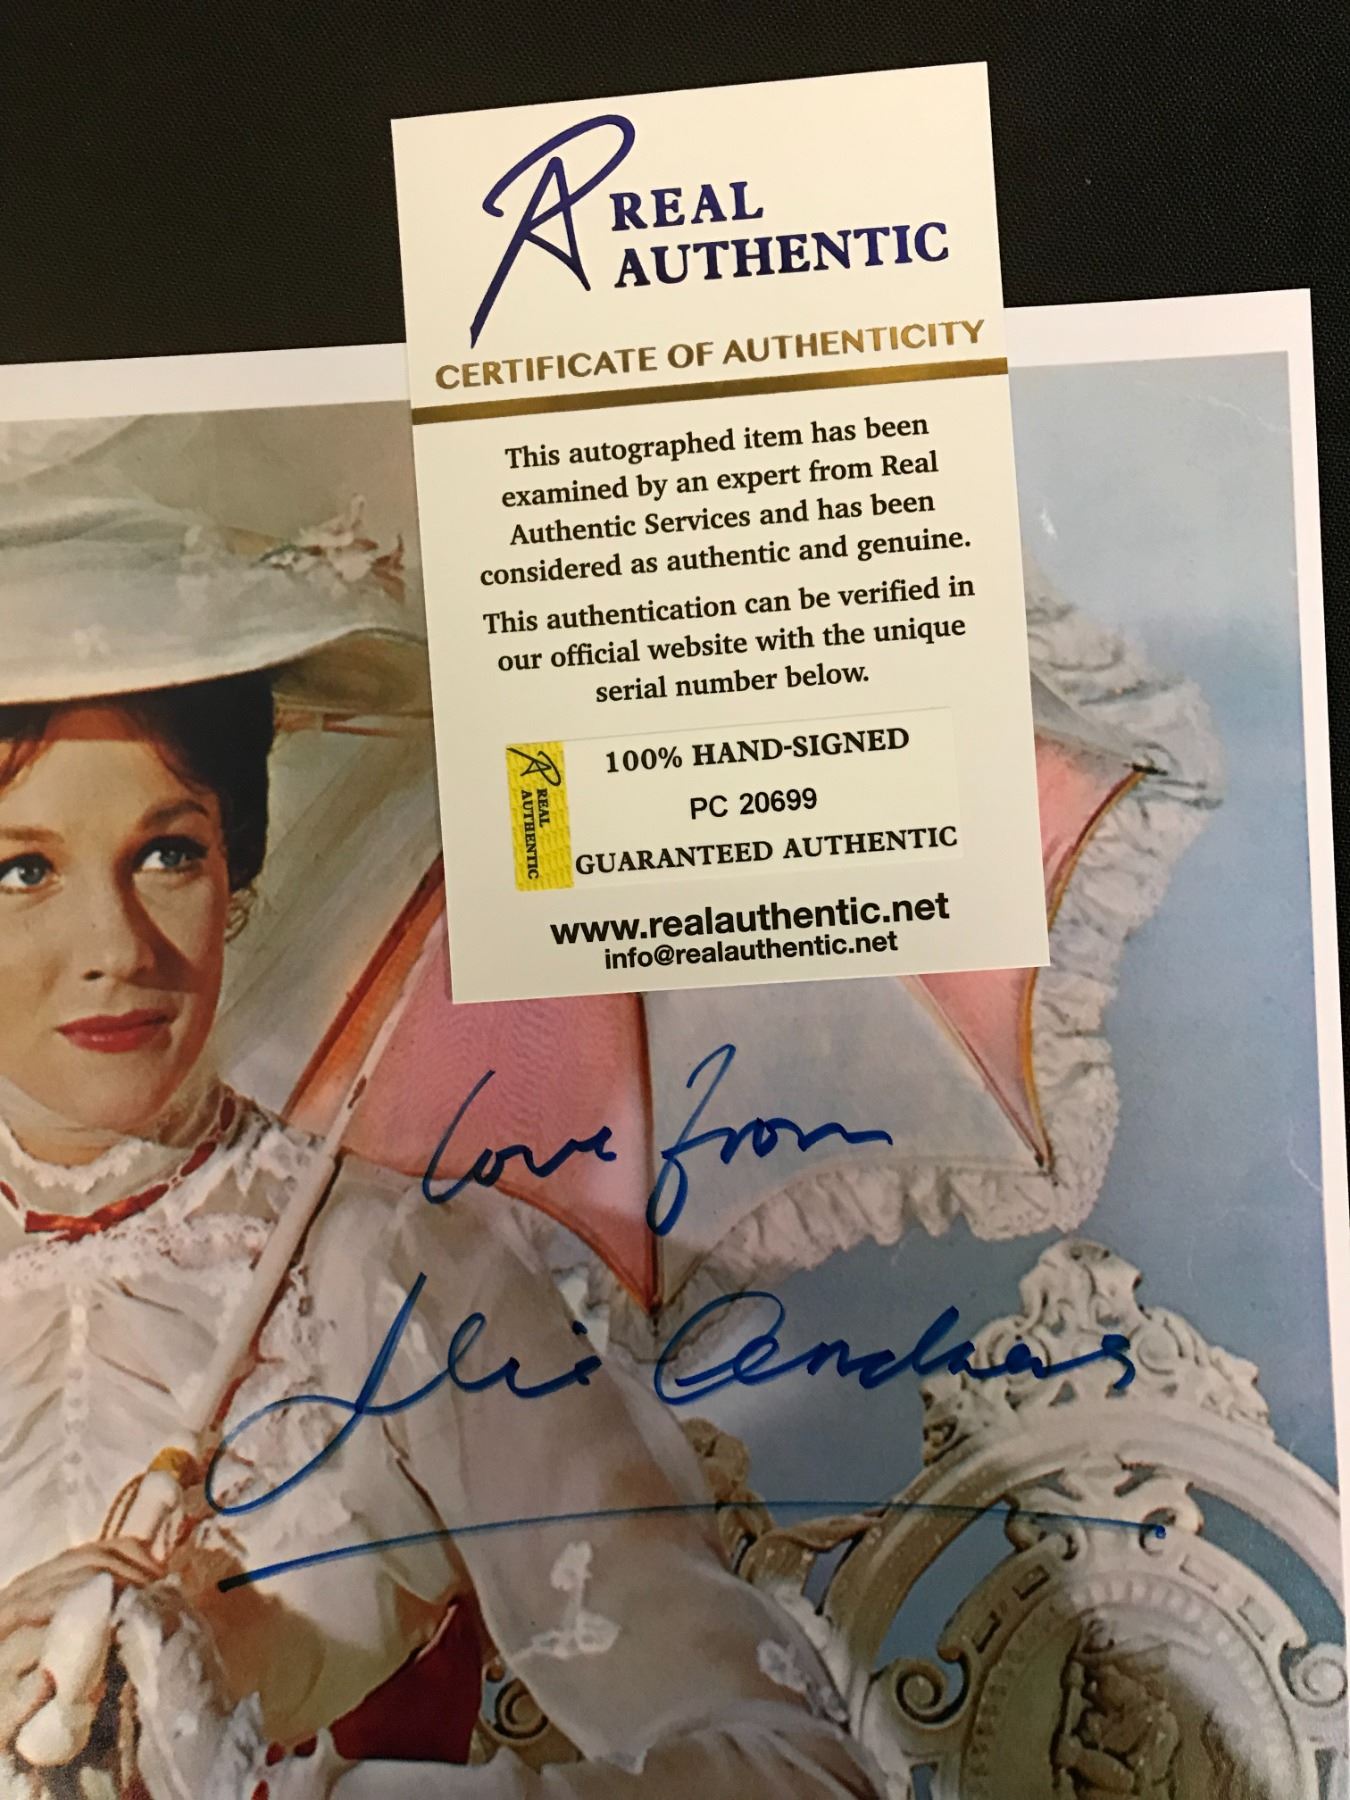 REAL
AUTHENTIC
CERTIFICATE OF AUTHENTICITY
This autographed item has been
examined by an expert from Real
Authentic Services and has been
considered as authentic and genuine.
This authentication can be verified in
our official website with the unique
serial number below.
REAL
AUTHENTIC
100% HAND-SIGNED
PC 20699
GUARANTEED AUTHENTIC
www.realauthentic.net
info@realauthentic.net
Love from
Julie Andrews